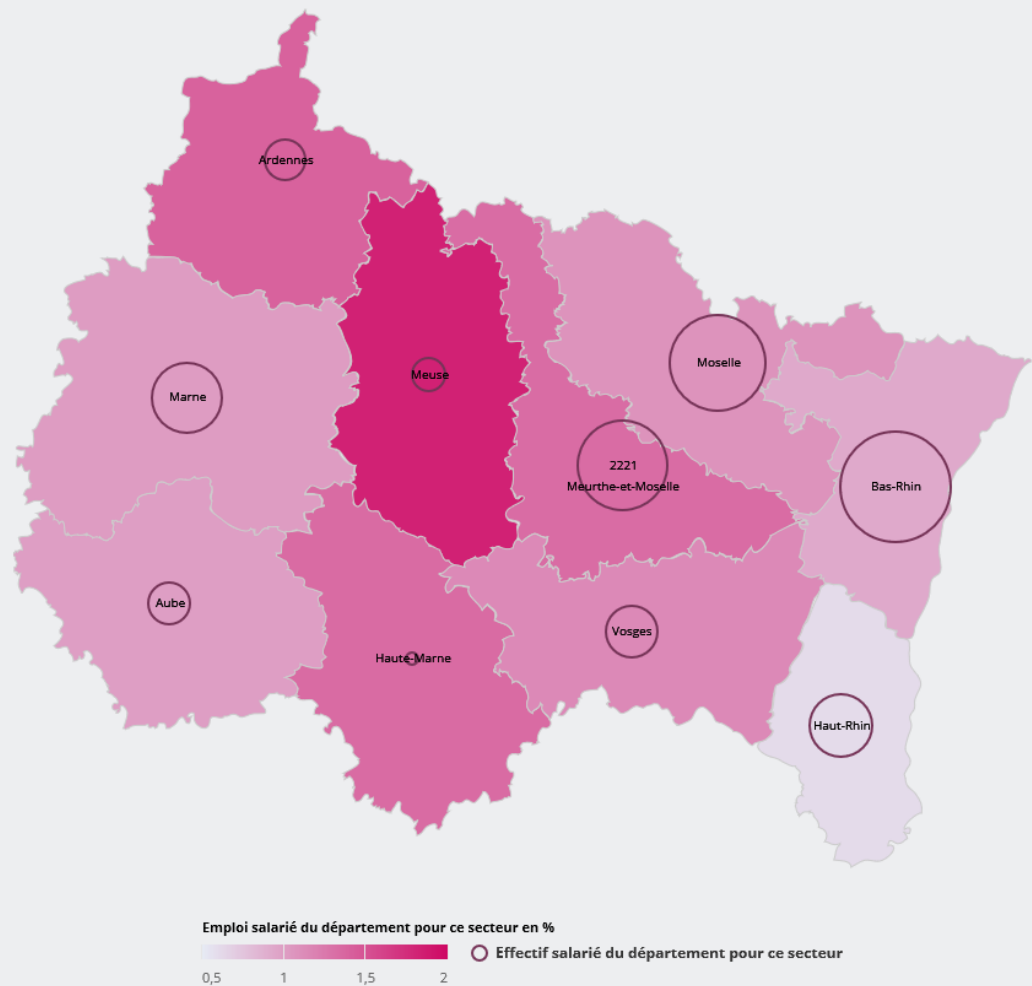 Ardennes
Meuse
Moselle
Marne
2221
Meurthe-et-Moselle
Bas-Rhin
Aube
Vosges
Haute-Marne
Haut-Rhin
Emploi salarié du département pour ce secteur en %
Effectif salarié du département pour ce secteur
0,5 1 1,5 2